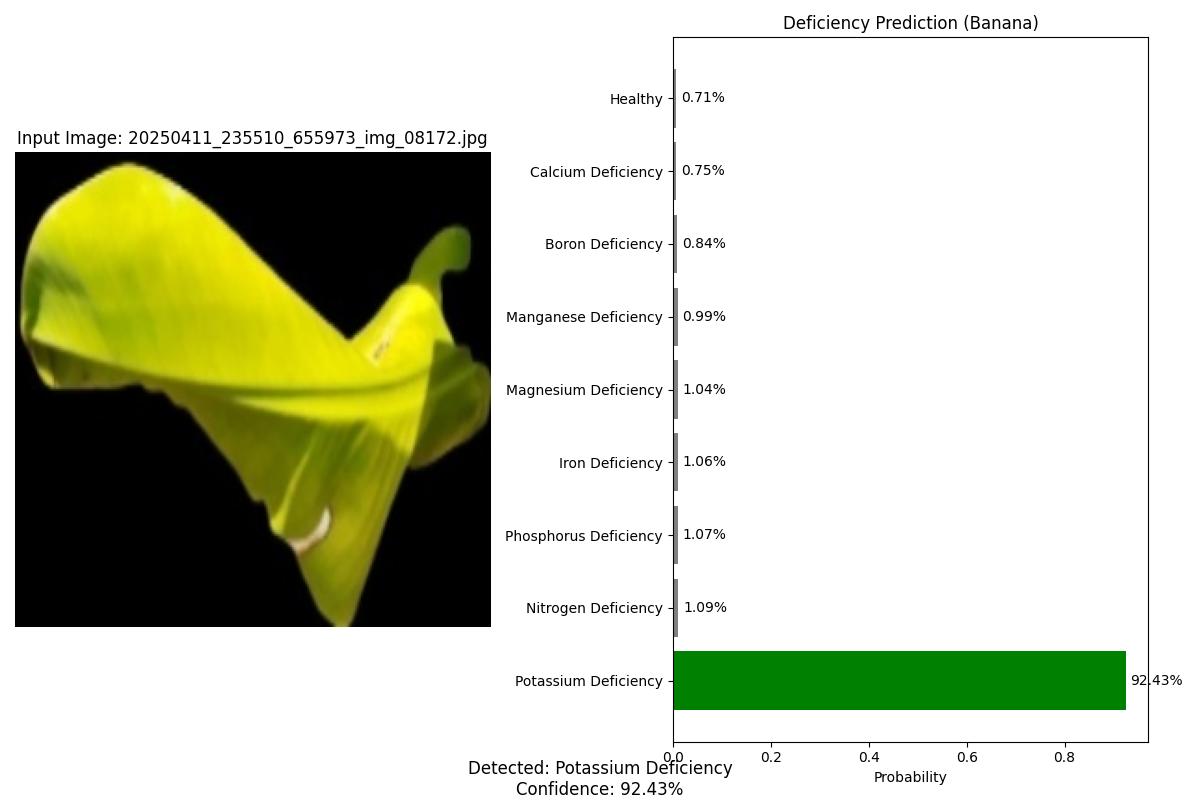 Deficiency Prediction (Banana)
Input Image: 20250411_235510_655973_img_08172.jpg
Healthy 0.71%
Calcium Deficiency 0.75%
Boron Deficiency 0.84%
Manganese Deficiency 0.99%
Magnesium Deficiency 1.04%
Iron Deficiency 1.06%
Phosphorus Deficiency 1.07%
Nitrogen Deficiency 1.09%
Potassium Deficiency 92.43%
0.0 0.2 0.4 0.6 0.8
Probability
Detected: Potassium Deficiency
Confidence: 92.43%